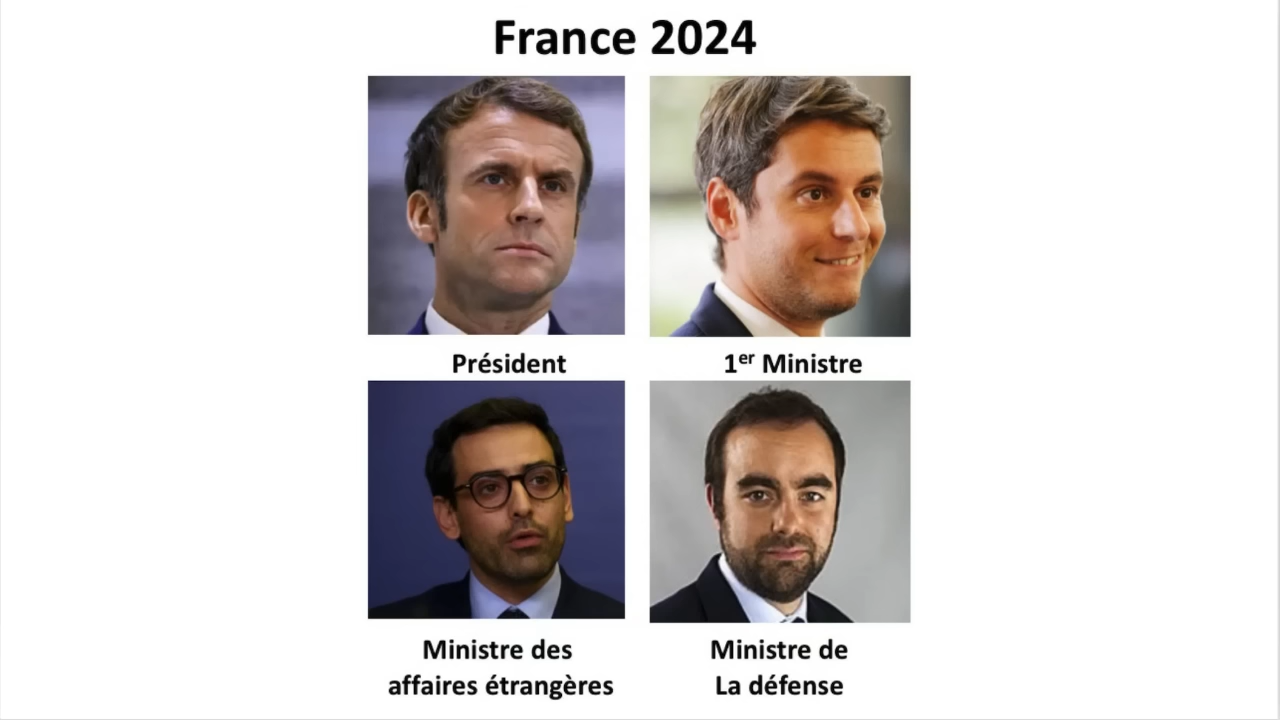 France 2024
Président
1er Ministre
Ministre des
affaires étrangères
Ministre de
La défense